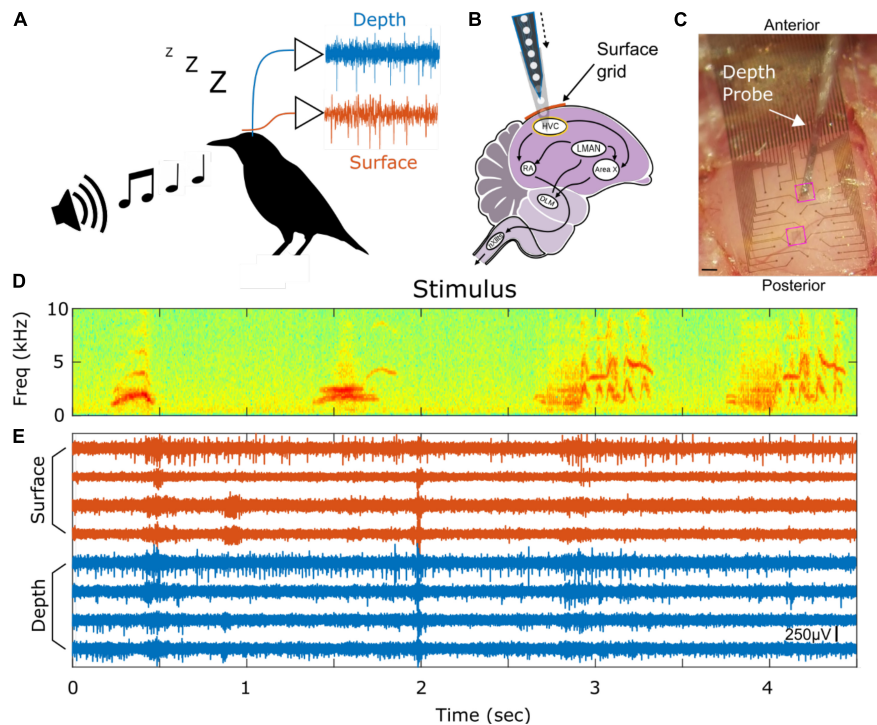 A
z
z
Z
Depth
Surface
B
Surface
grid
HVC
LMAN
RA
Area X
DLM
nXIIts
C
Anterior
Depth
Probe
Posterior
D
Stimulus
Freq (kHz)
10
5
0
E
Surface
Depth
250µV
0
1
2
3
4
Time (sec)